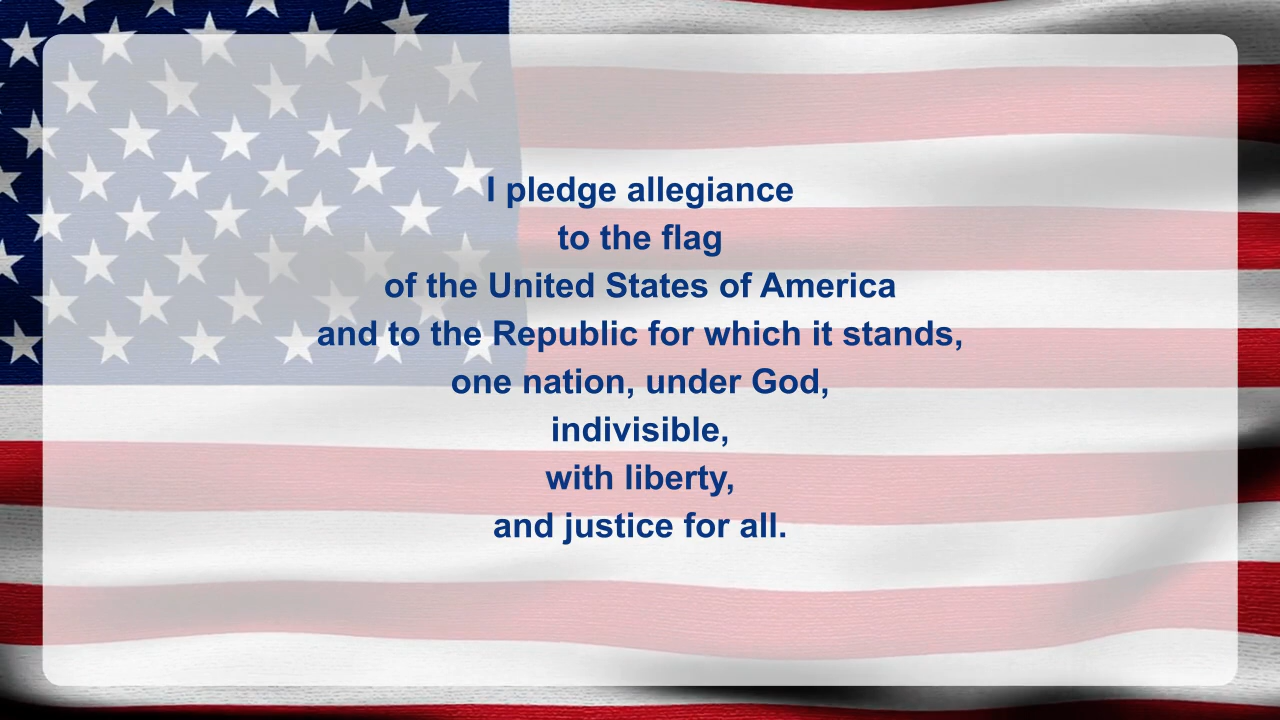 I pledge allegiance
to the flag
of the United States of America
and to the Republic for which it stands,
one nation, under God,
indivisible,
with liberty,
and justice for all.